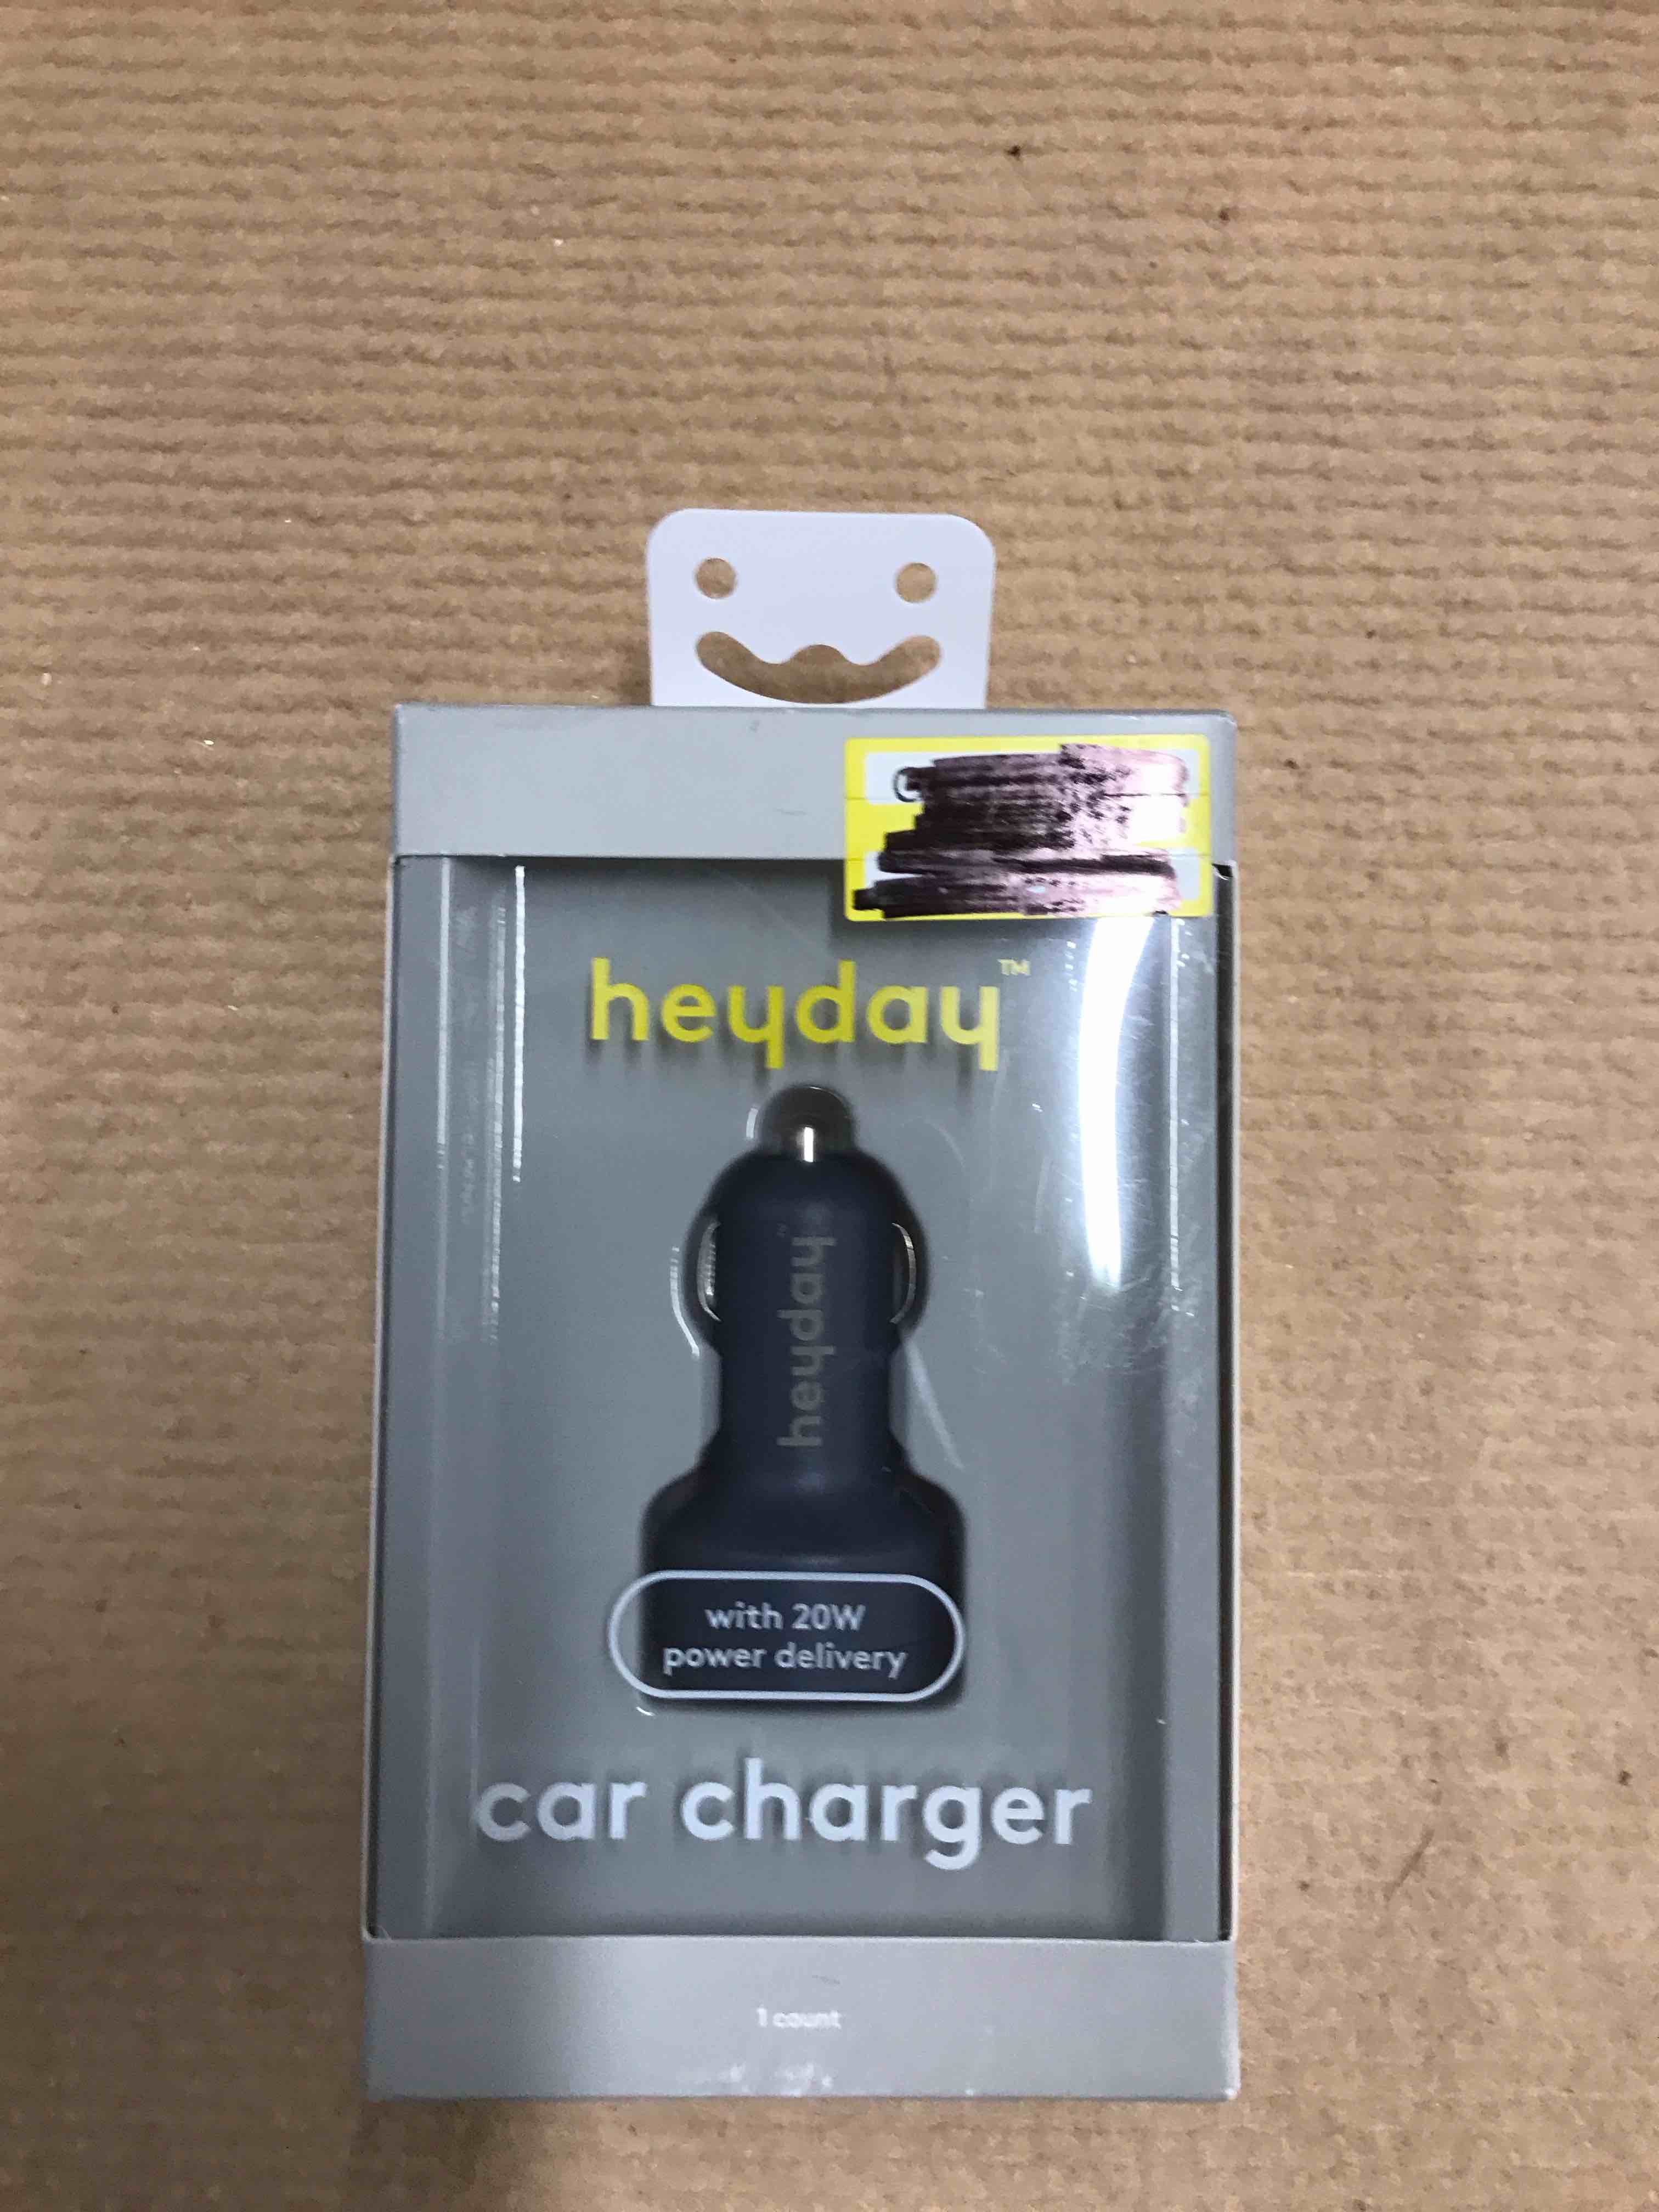 heyday™
heyday
with 20W
power delivery
car charger
1 count